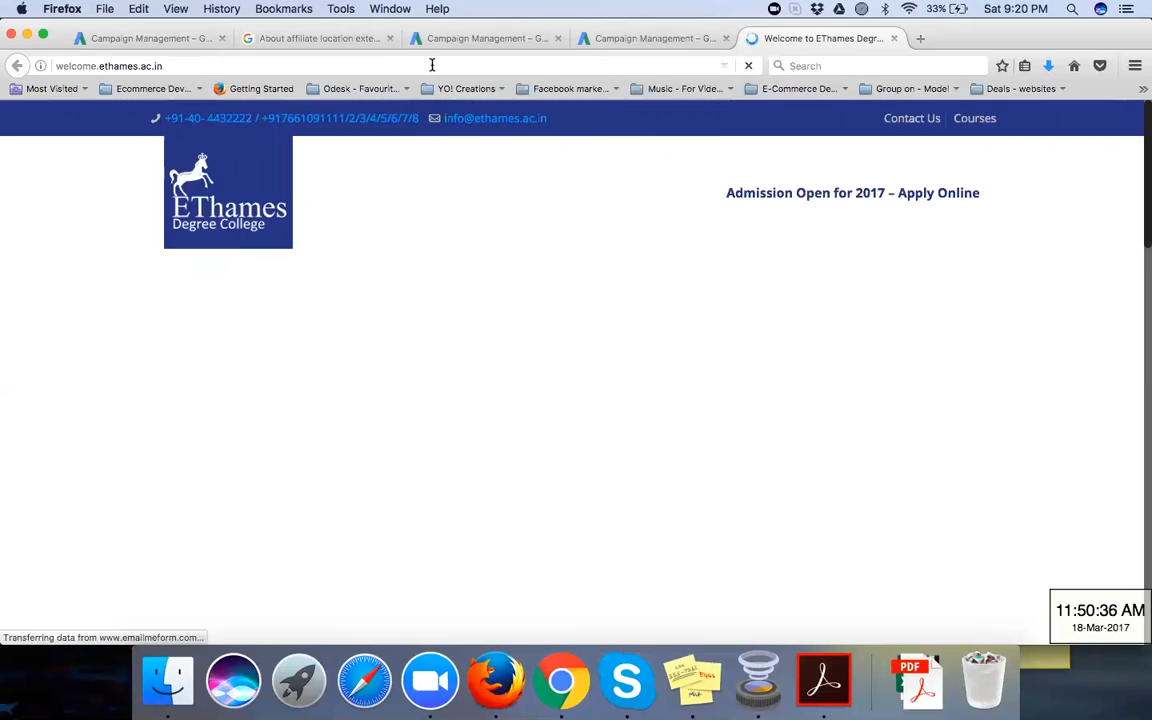 Firefox File Edit View History Bookmarks Tools Window Help 33% Sat 9:20 PM
Campaign Management – G... About affiliate location exte... Campaign Management – G... Campaign Management – G... Welcome to EThames Degr...
welcome.ethames.ac.in Search
Most Visited Ecommerce Dev... Getting Started Odesk - Favourit... YO! Creations Facebook marke... Music - For Vide... E-Commerce De... Group on - Model Deals - websites
+91-40- 4432222 / +917661091111/2/3/4/5/6/7/8 info@ethames.ac.in Contact Us Courses
EThames
Degree College
Admission Open for 2017 – Apply Online
11:50:36 AM
18-Mar-2017
Transferring data from www.emailmeform.com...
PDF